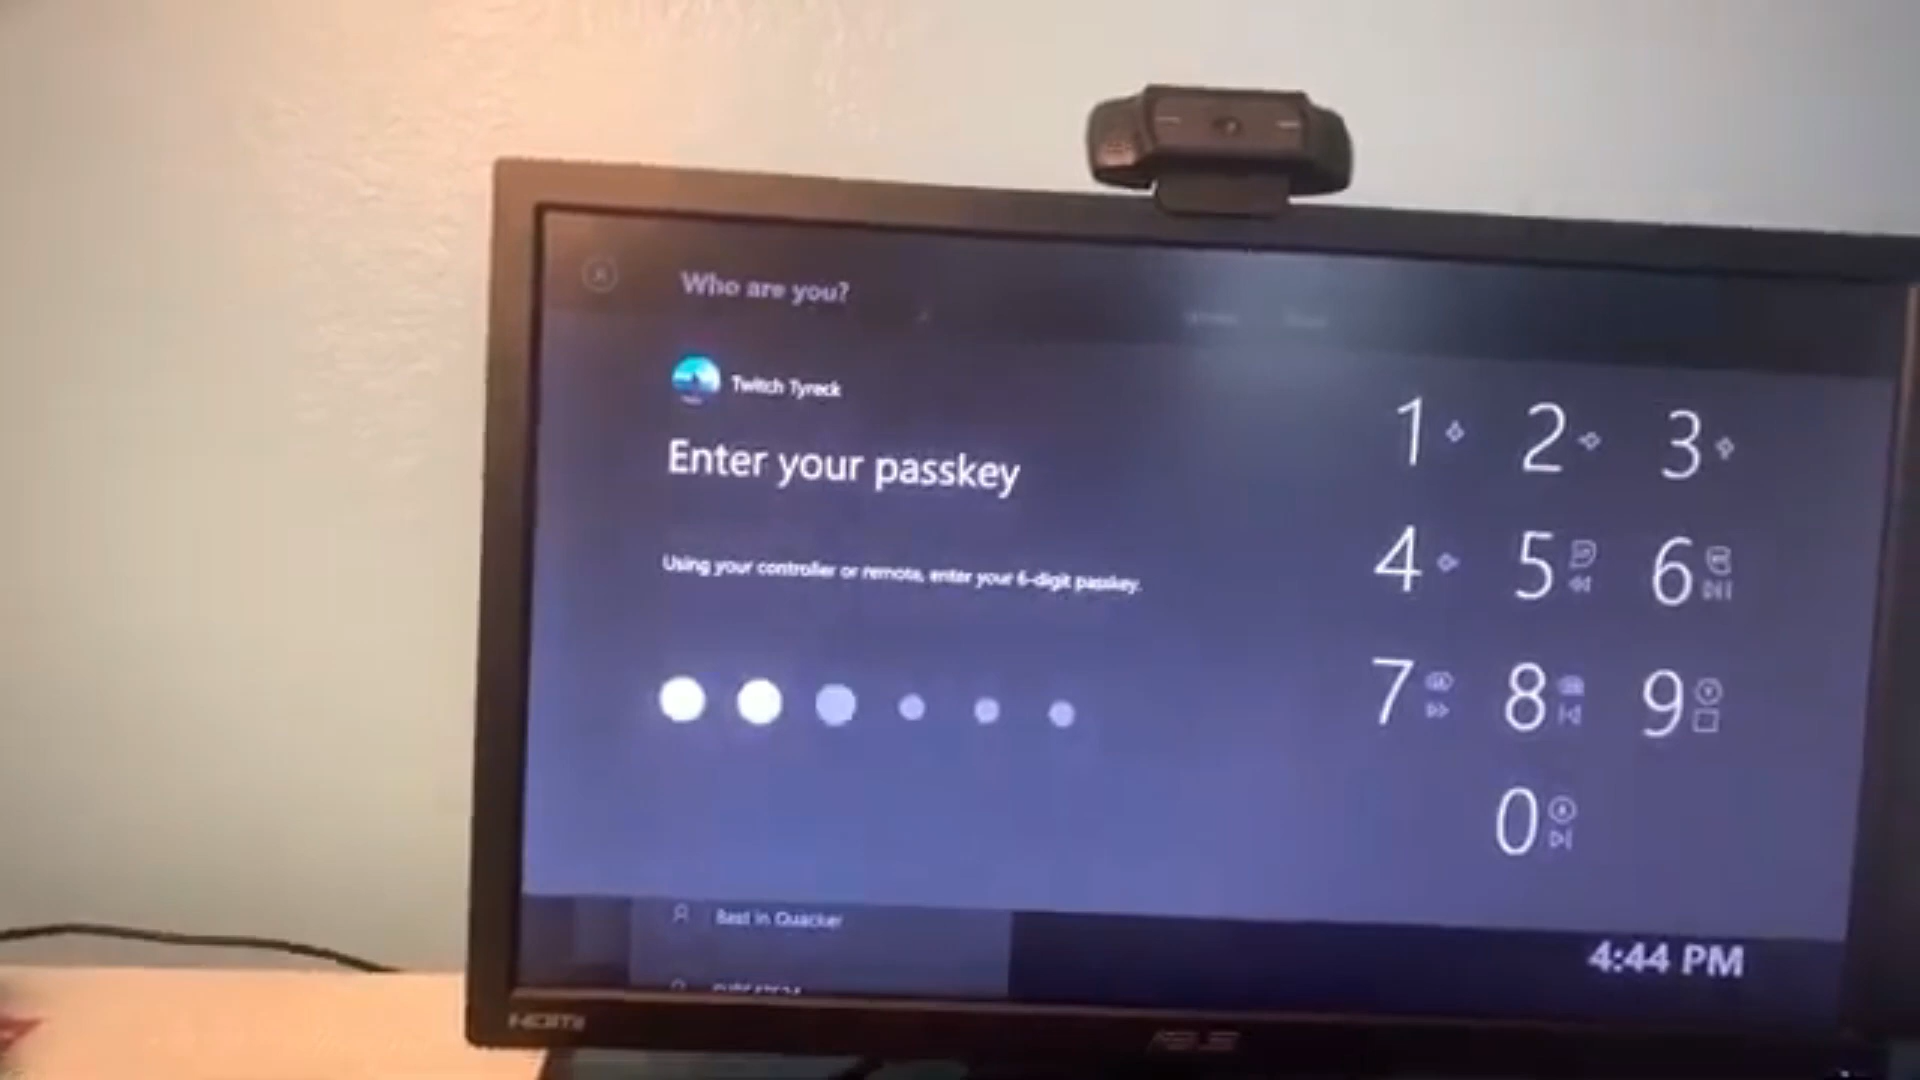 Who are you?
Twitch Tyreck
Enter your passkey
Using your controller or remote, enter your 6-digit passkey.
1 2 3
4 5 6
7 8 9
0
Bast in Quacker
4:44 PM
HDMI
ASUS